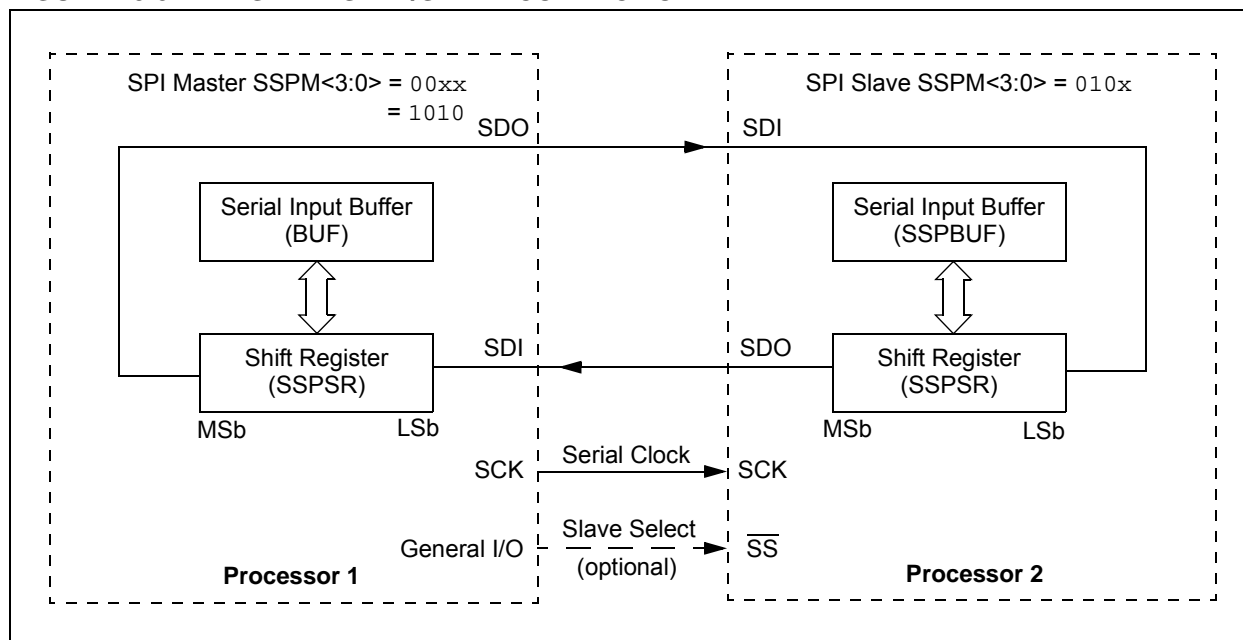 SPI Master SSPM<3:0> = 00xx
= 1010
SDO
Serial Input Buffer
(BUF)
Shift Register
(SSPSR)
MSb
LSb
SDI
SCK
General I/O
Processor 1
Serial Clock
Slave Select
(optional)
SPI Slave SSPM<3:0> = 010x
SDI
Serial Input Buffer
(SSPBUF)
SDO
Shift Register
(SSPSR)
MSb
LSb
SCK
SS
Processor 2